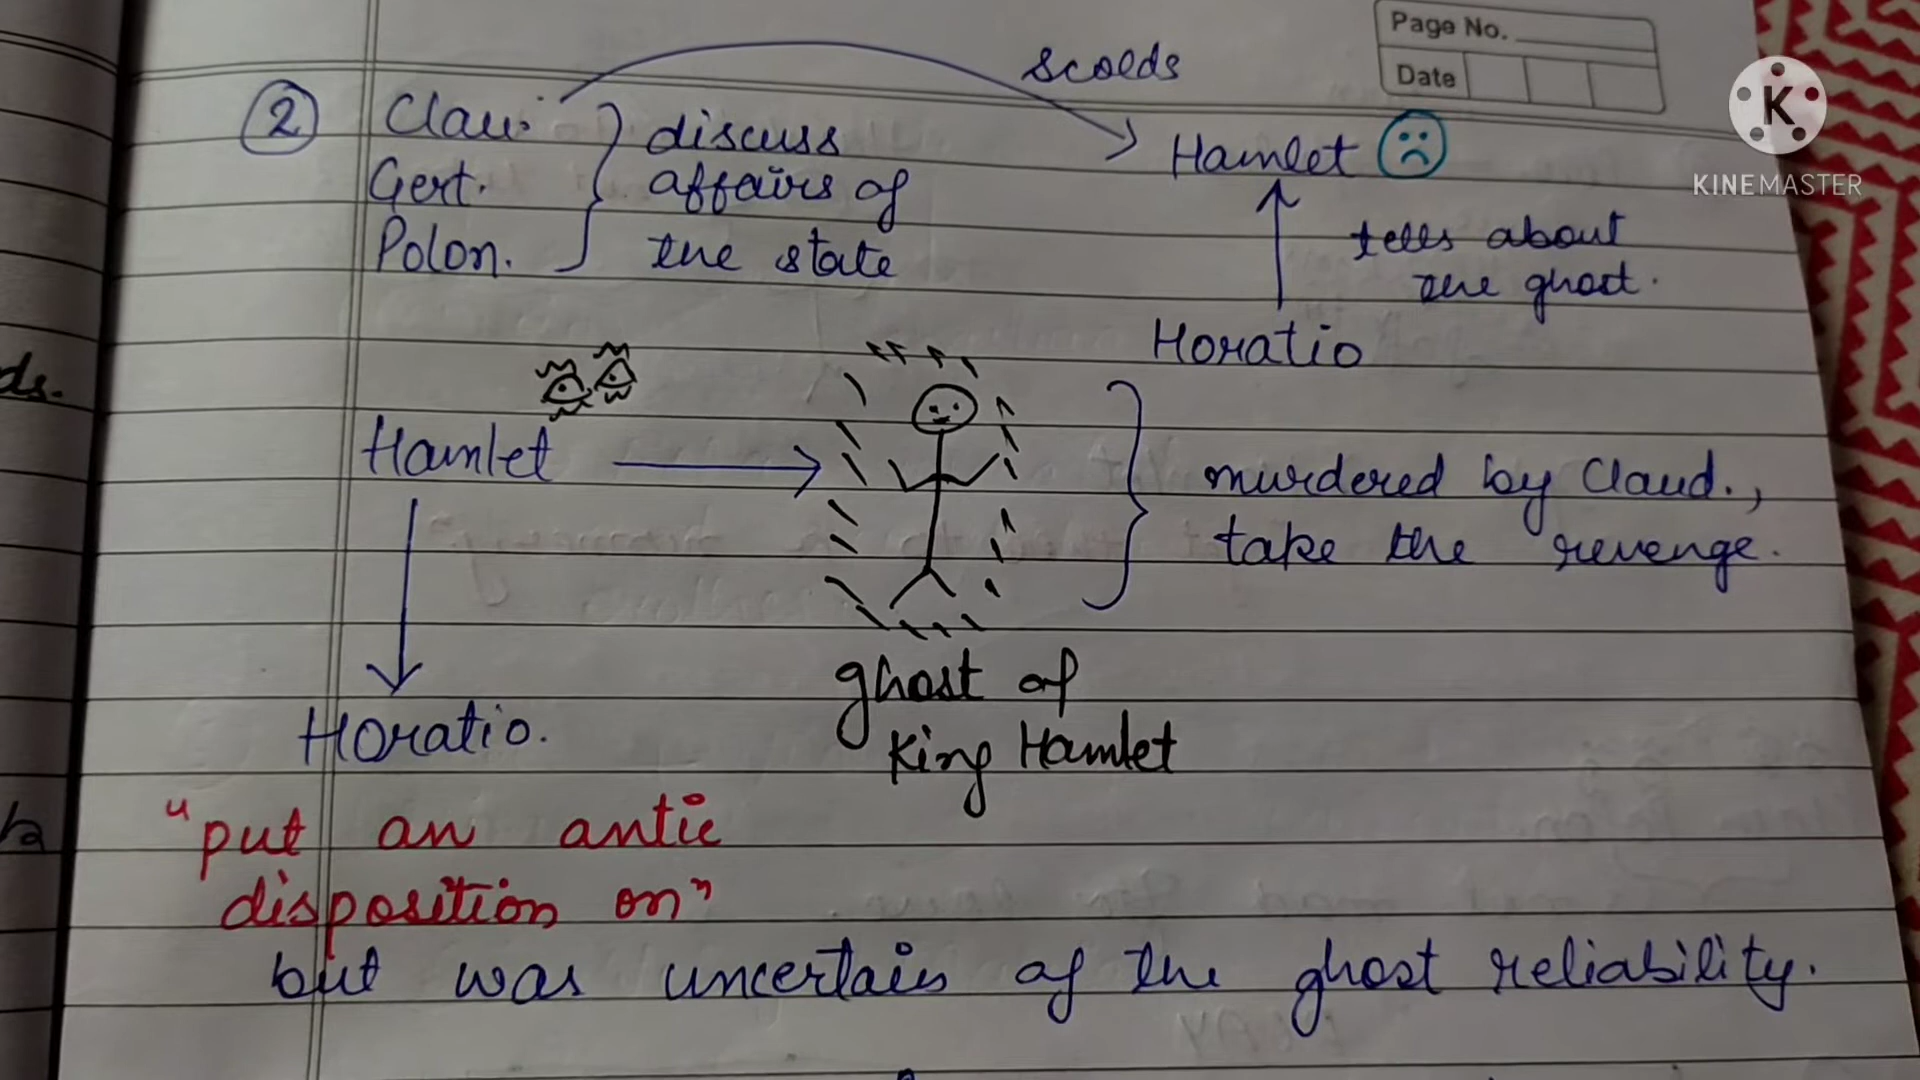 Page No.
Date
K
KINEMASTER
scolds
2 Clau. discuss
Gert. affairs of
Polon. the state
Hamlet
tells about
the ghost.
Horatio
ds.
Hamlet
murdered by Claud.,
take the revenge.
ghost of
King Hamlet
Horatio.
"put an antic
disposition on"
but was uncertain of the ghost reliability.